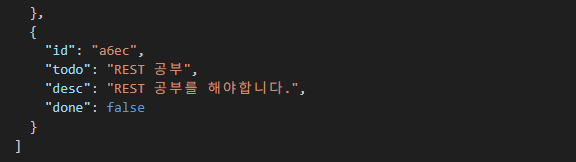 },
{
"id": "a6ec",
"todo": "REST 공부",
"desc": "REST 공부를 해야합니다.",
"done": false
}
]